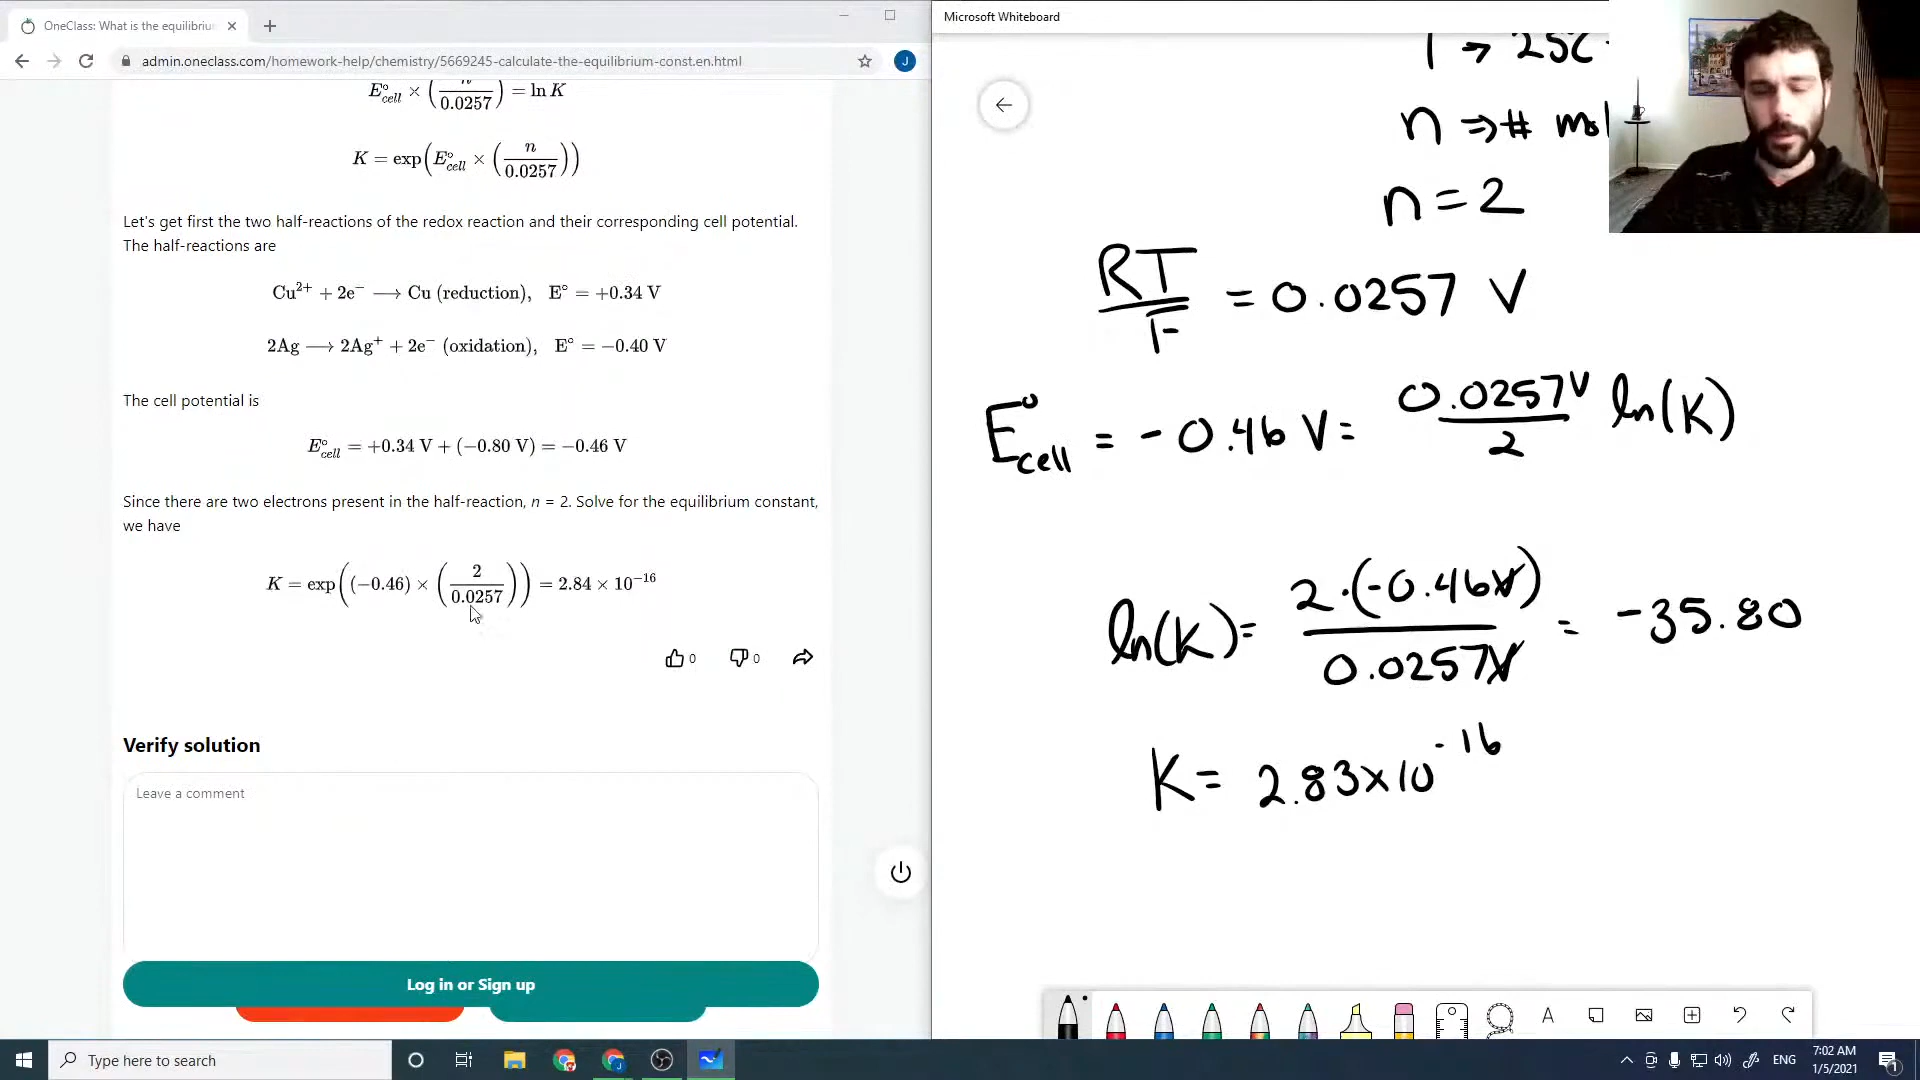 OneClass: What is the equilibriu
admin.oneclass.com/homework-help/chemistry/5669245-calculate-the-equilibrium-const.en.html
J
E°cell × (n/0.0257) = ln K
K = exp(E°cell × (n/0.0257))
Let's get first the two half-reactions of the redox reaction and their corresponding cell potential.
The half-reactions are
Cu²⁺ + 2e⁻ ⟶ Cu (reduction), E° = +0.34 V
2Ag ⟶ 2Ag⁺ + 2e⁻ (oxidation), E° = −0.40 V
The cell potential is
E°cell = +0.34 V + (−0.80 V) = −0.46 V
Since there are two electrons present in the half-reaction, n = 2. Solve for the equilibrium constant,
we have
K = exp((−0.46) × (2/0.0257)) = 2.84 × 10⁻¹⁶
0
0
Verify solution
Leave a comment
Log in or Sign up
Microsoft Whiteboard
T → 25C
n ⇒ # mol
n = 2
RT/F = 0.0257 V
E°cell = -0.46 V = 0.0257V/2 ln(K)
ln(K) = 2·(-0.46V)/0.0257V = -35.80
K = 2.83×10⁻¹⁶
A
Type here to search
J
ENG
7:02 AM
1/5/2021
1